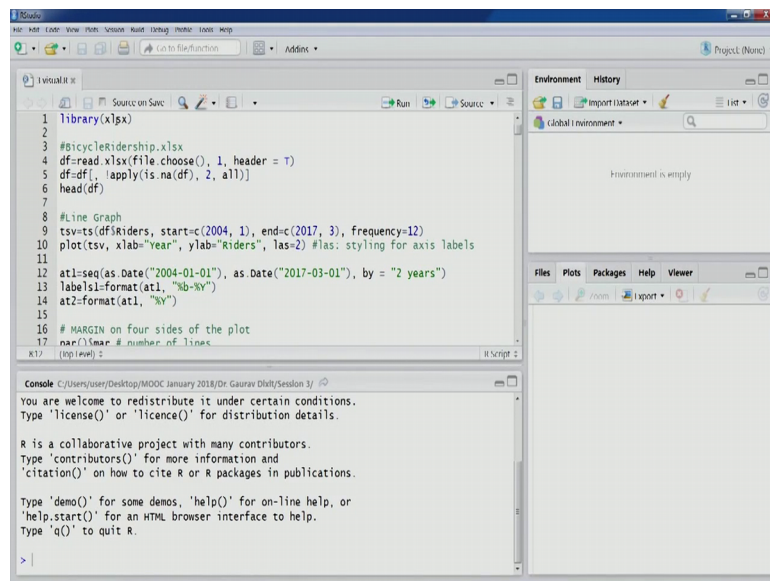 RStudio
File Edit Code View Plots Session Build Debug Profile Tools Help
Go to file/function
Addins
Project: (None)
1 visual.R
Source on Save
Run
Source
1 library(xlsx)
2
3 #BicycleRidership.xlsx
4 df=read.xlsx(file.choose(), 1, header = T)
5 df=df[, !apply(is.na(df), 2, all)]
6 head(df)
7
8 #Line Graph
9 tsv=ts(df$Riders, start=c(2004, 1), end=c(2017, 3), frequency=12)
10 plot(tsv, xlab="Year", ylab="Riders", las=2) #las: styling for axis labels
11
12 at1=seq(as.Date("2004-01-01"), as.Date("2017-03-01"), by = "2 years")
13 labels1=format(at1, "%b-%Y")
14 at2=format(at1, "%Y")
15
16 # MARGIN on four sides of the plot
17 par()$mar # number of lines
8:12 (Top Level) R Script
Console C:/Users/user/Desktop/MOOC January 2018/Dr. Gaurav Dixit/Session 3/
You are welcome to redistribute it under certain conditions.
Type 'license()' or 'licence()' for distribution details.
R is a collaborative project with many contributors.
Type 'contributors()' for more information and
'citation()' on how to cite R or R packages in publications.
Type 'demo()' for some demos, 'help()' for on-line help, or
'help.start()' for an HTML browser interface to help.
Type 'q()' to quit R.
>
Environment History
Import Dataset
List
Global Environment
Environment is empty
Files Plots Packages Help Viewer
Zoom Export